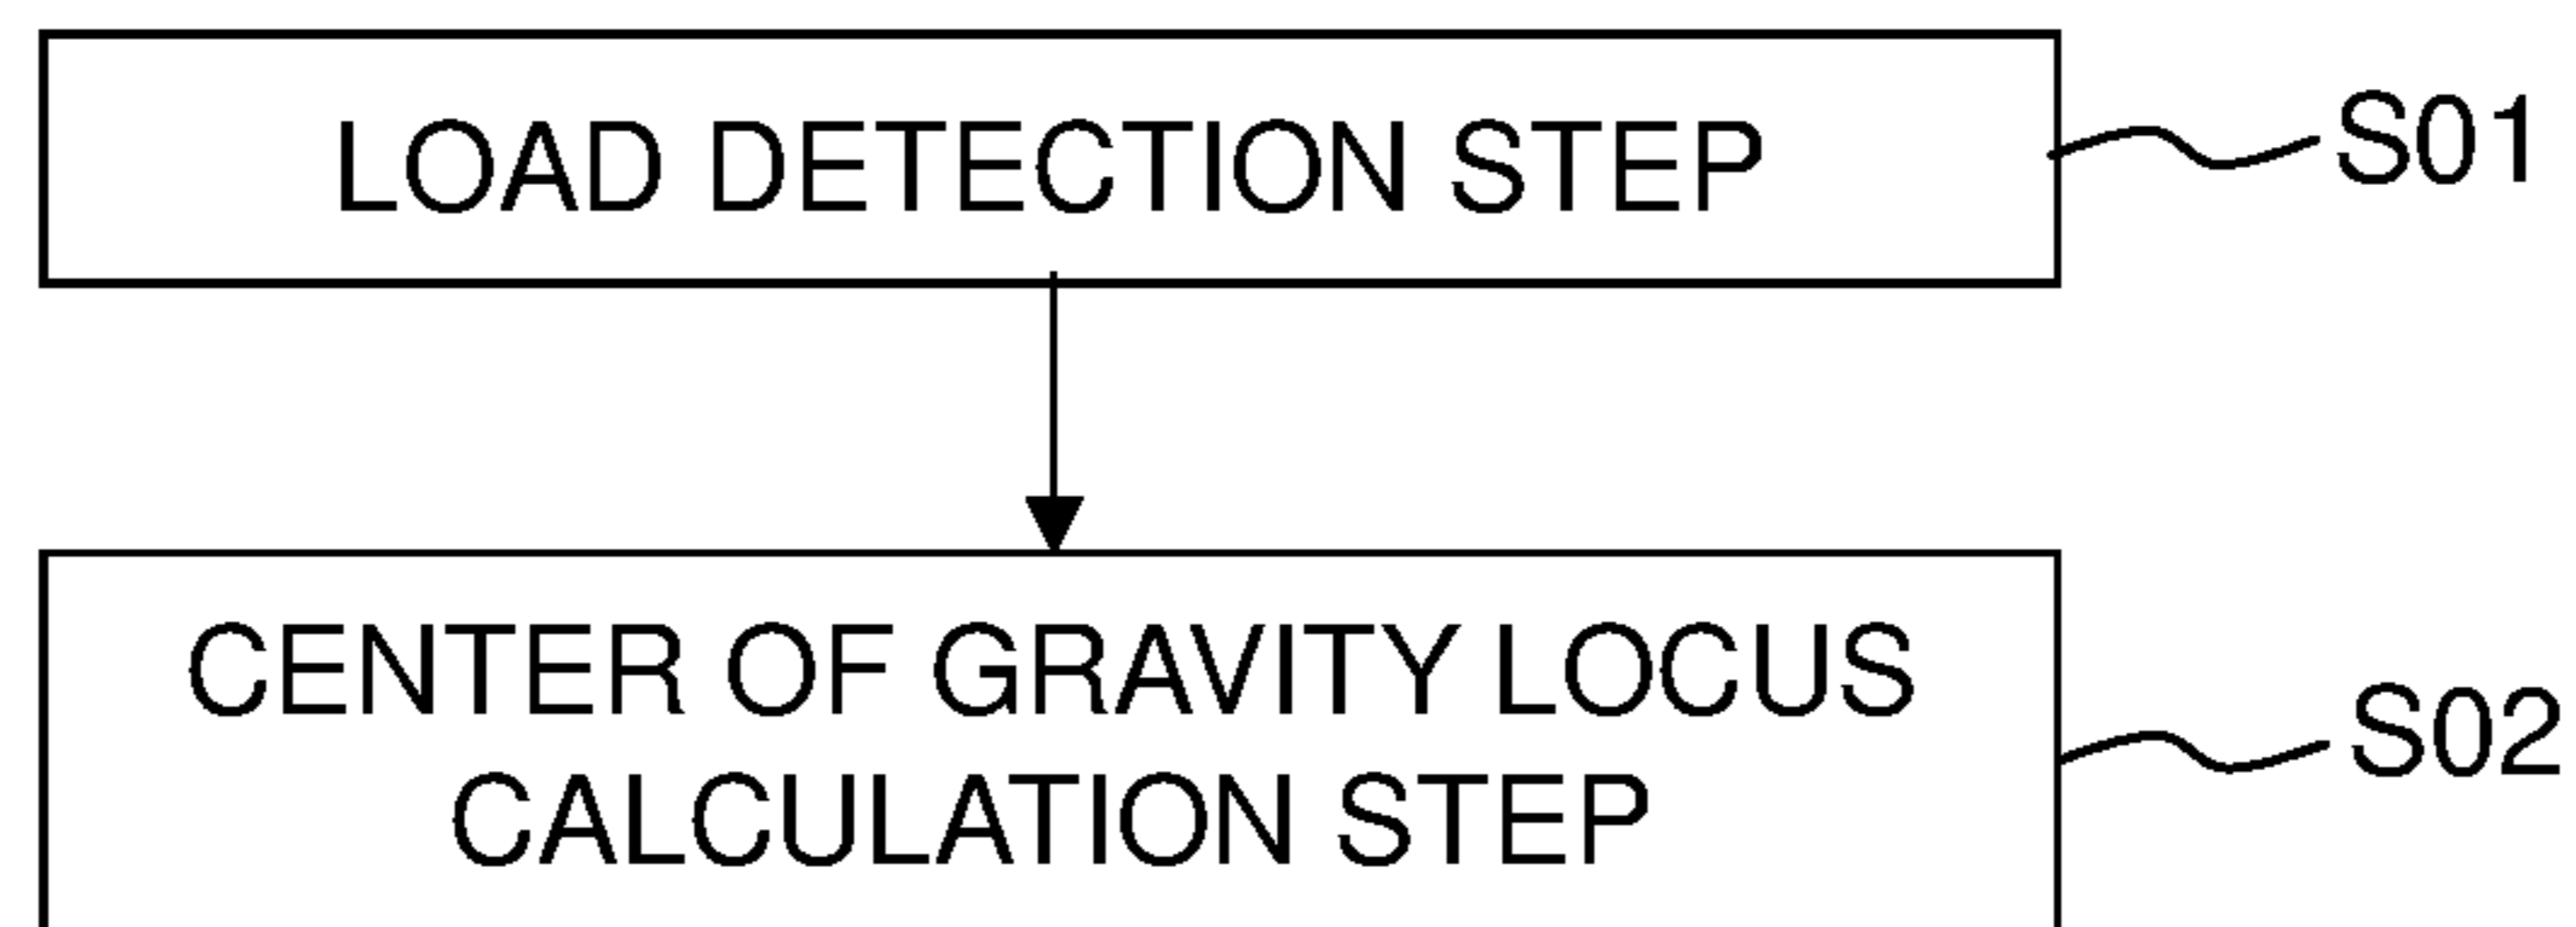 LOAD DETECTION STEP
S01
CENTER OF GRAVITY LOCUS
CALCULATION STEP
S02